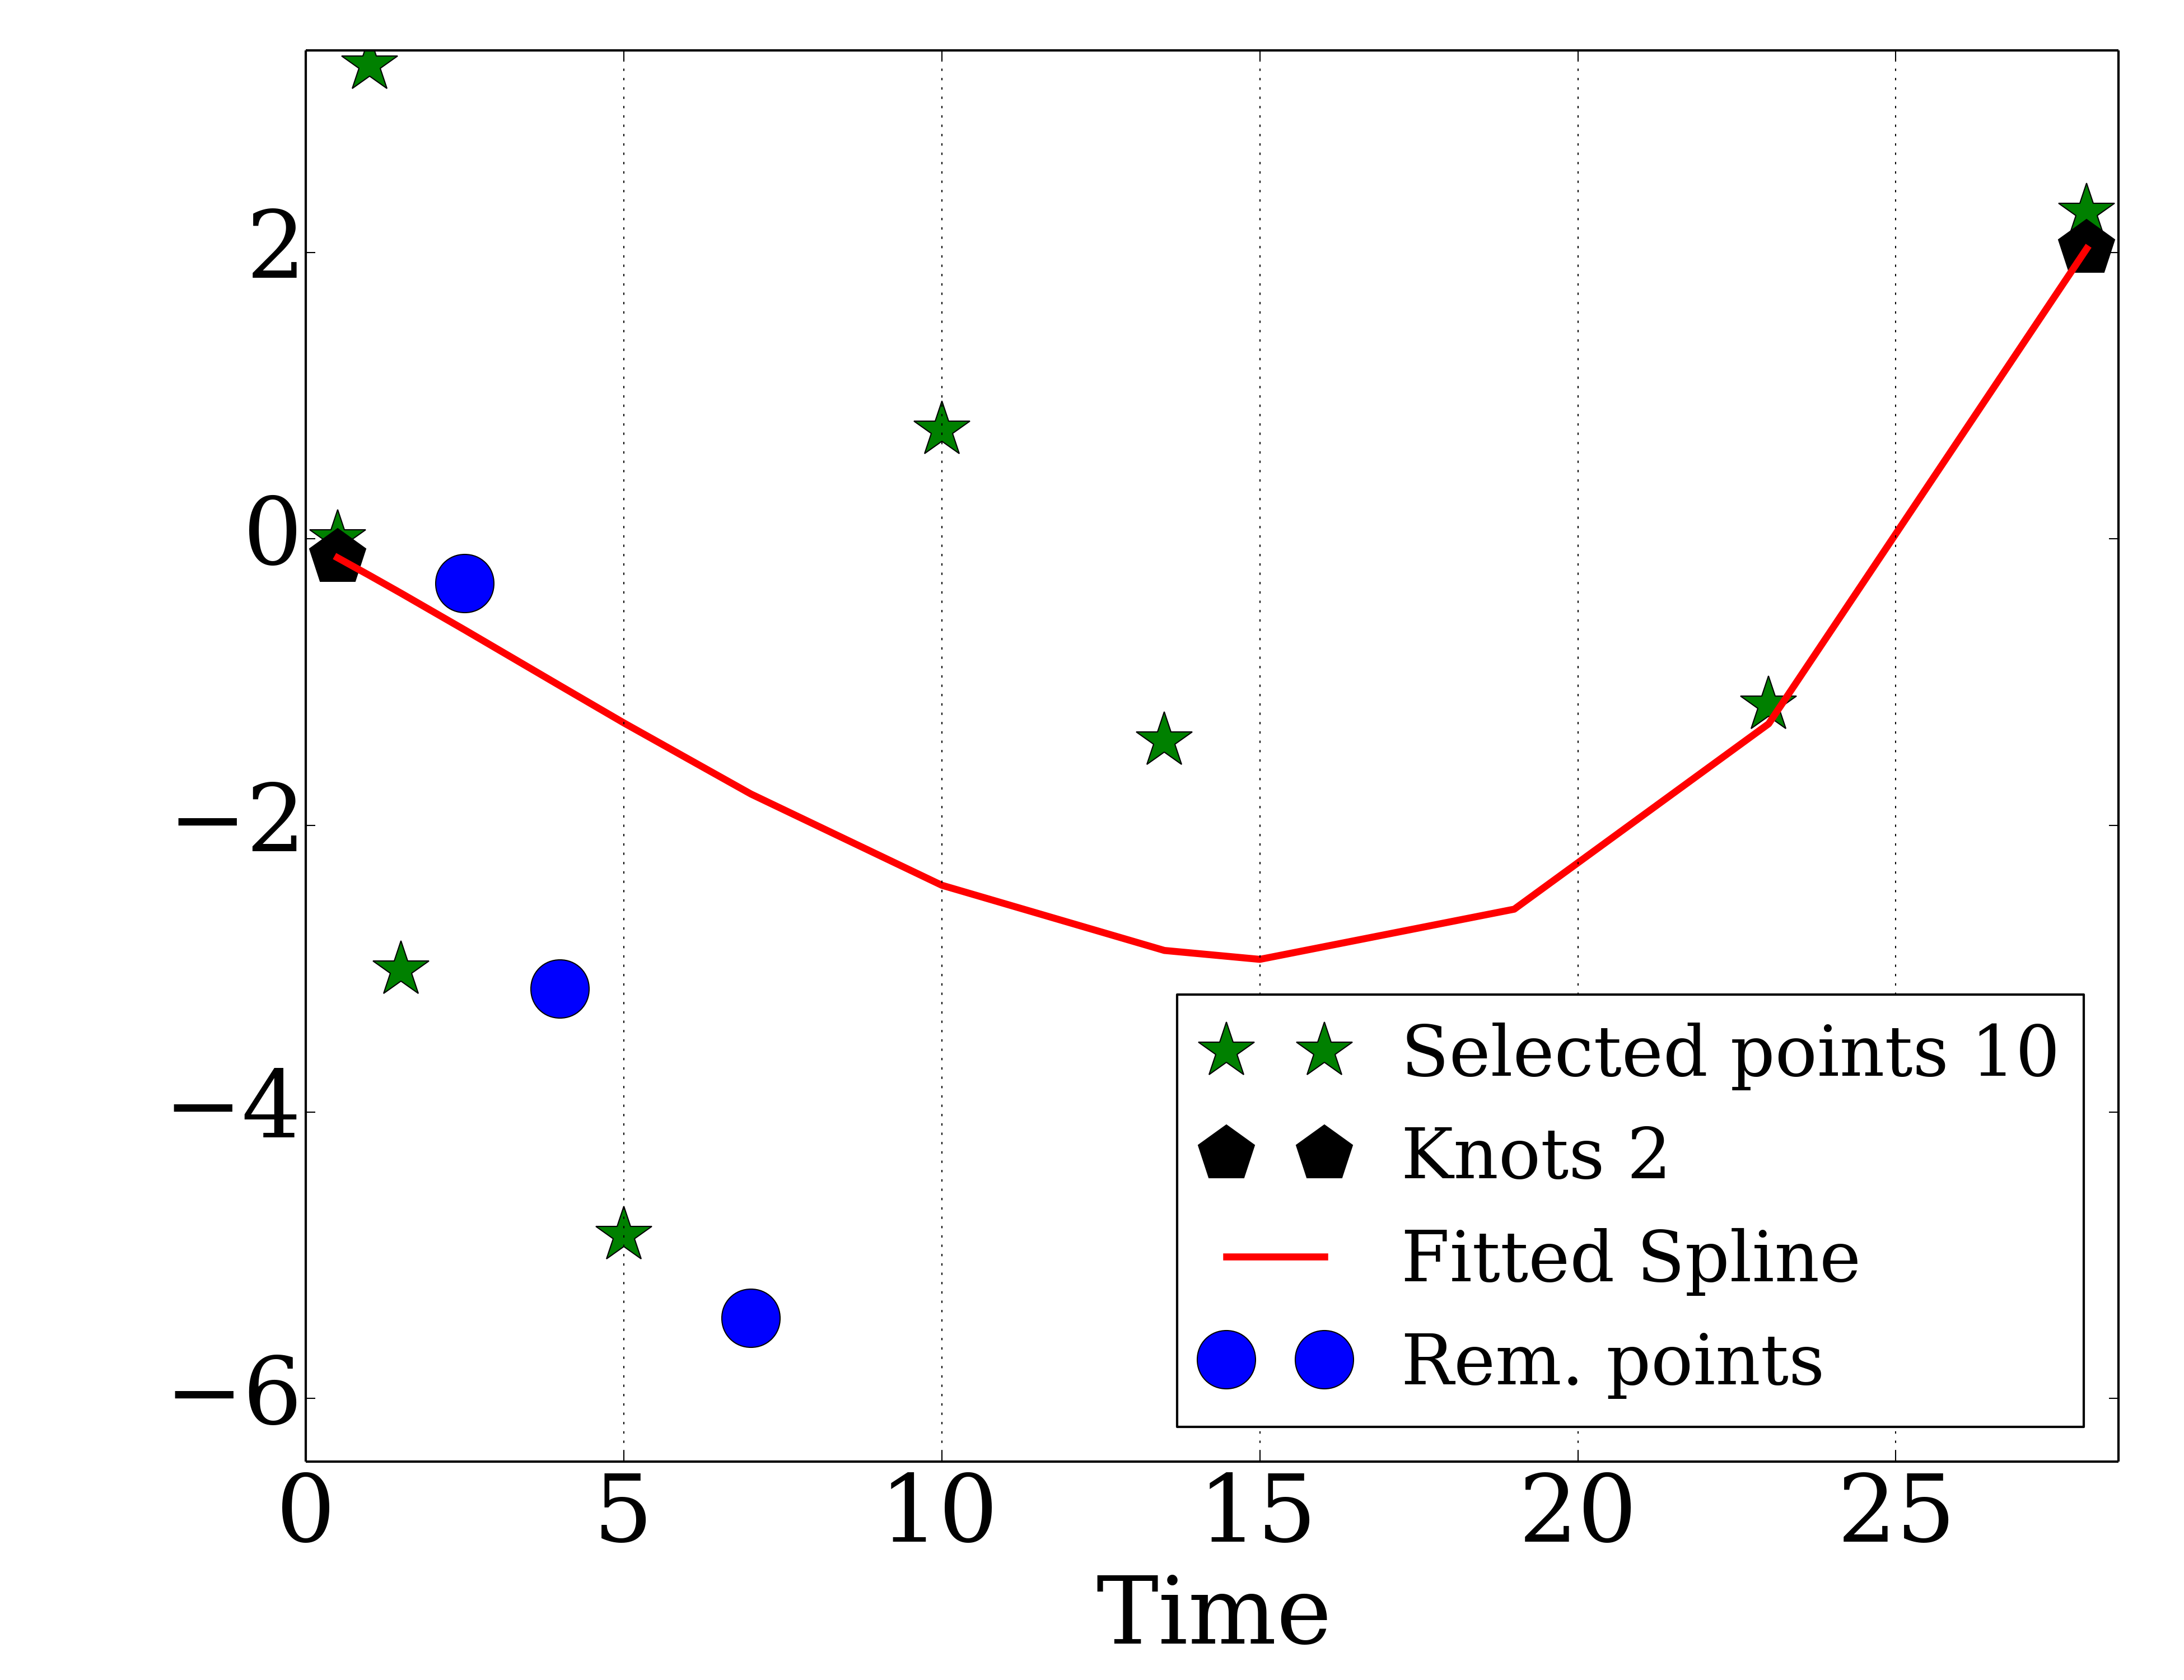 2
0
−2
−4
−6
0 5 10 15 20 25
Time
Selected points 10
Knots 2
Fitted Spline
Rem. points